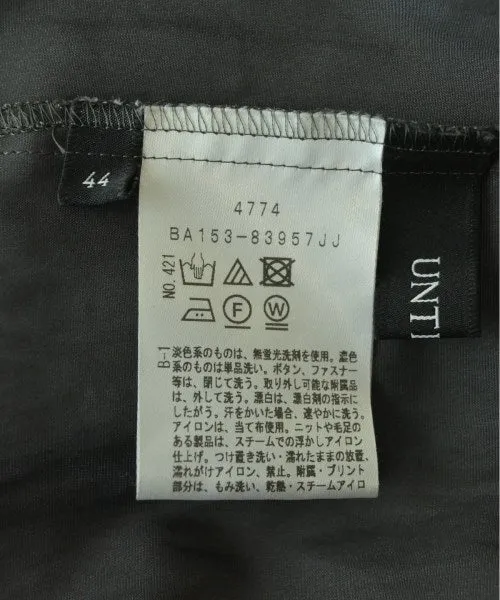 44
4774
BA153-83957JJ
NO.421
F
W
B-1
淡色系のものは、無蛍光洗剤を使用。濃色
系のものは単品洗い。ボタン、ファスナー
等は、閉じて洗う。取り外し可能な附属品
は、外して洗う。漂白は、漂白剤の指示に
したがう。汗をかいた場合、速やかに洗う。
アイロンは、当て布使用。ニットや毛足の
ある製品は、スチームでの浮かしアイロン
仕上げ。つけ置き洗い・濡れたままの放置、
濡れがけアイロン、禁止。附属・プリント
部分は、もみ洗い、乾熱・スチームアイロ
UNTI